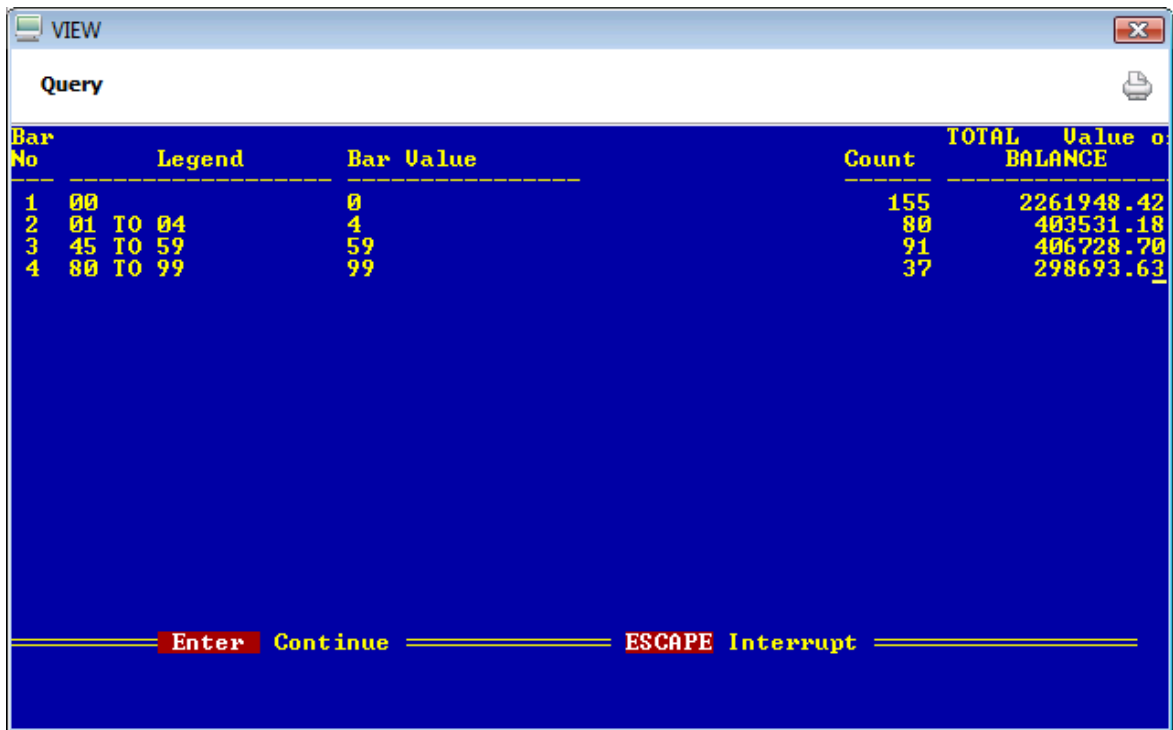 VIEW
Query
Bar TOTAL Value o
No Legend Bar Value Count BALANCE
1 00 0 155 2261948.42
2 01 TO 04 4 80 403531.18
3 45 TO 59 59 91 406728.70
4 80 TO 99 99 37 298693.63
Enter Continue ESCAPE Interrupt